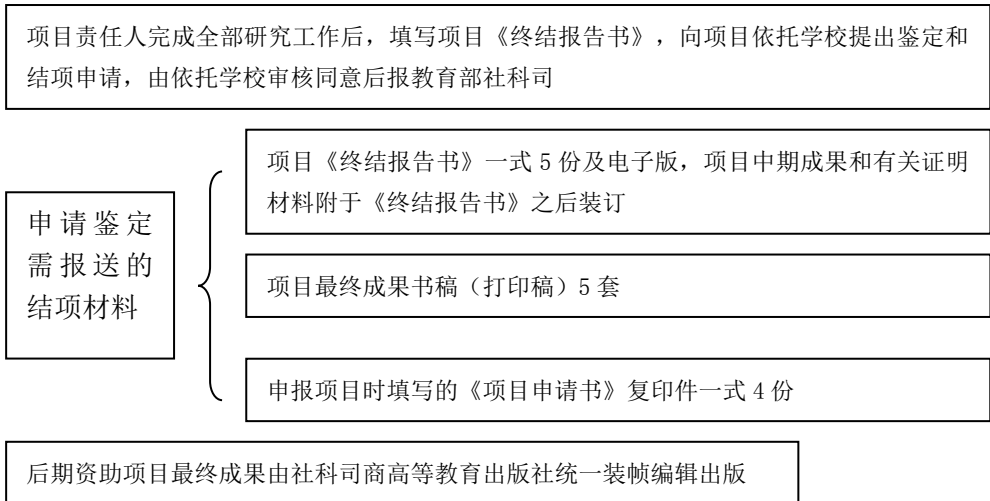 项目责任人完成全部研究工作后，填写项目《终结报告书》，向项目依托学校提出鉴定和
结项申请，由依托学校审核同意后报教育部社科司
项目《终结报告书》一式 5 份及电子版，项目中期成果和有关证明
材料附于《终结报告书》之后装订
申请鉴定
需报送的
结项材料
项目最终成果书稿（打印稿）5 套
申报项目时填写的《项目申请书》复印件一式 4 份
后期资助项目最终成果由社科司商高等教育出版社统一装帧编辑出版